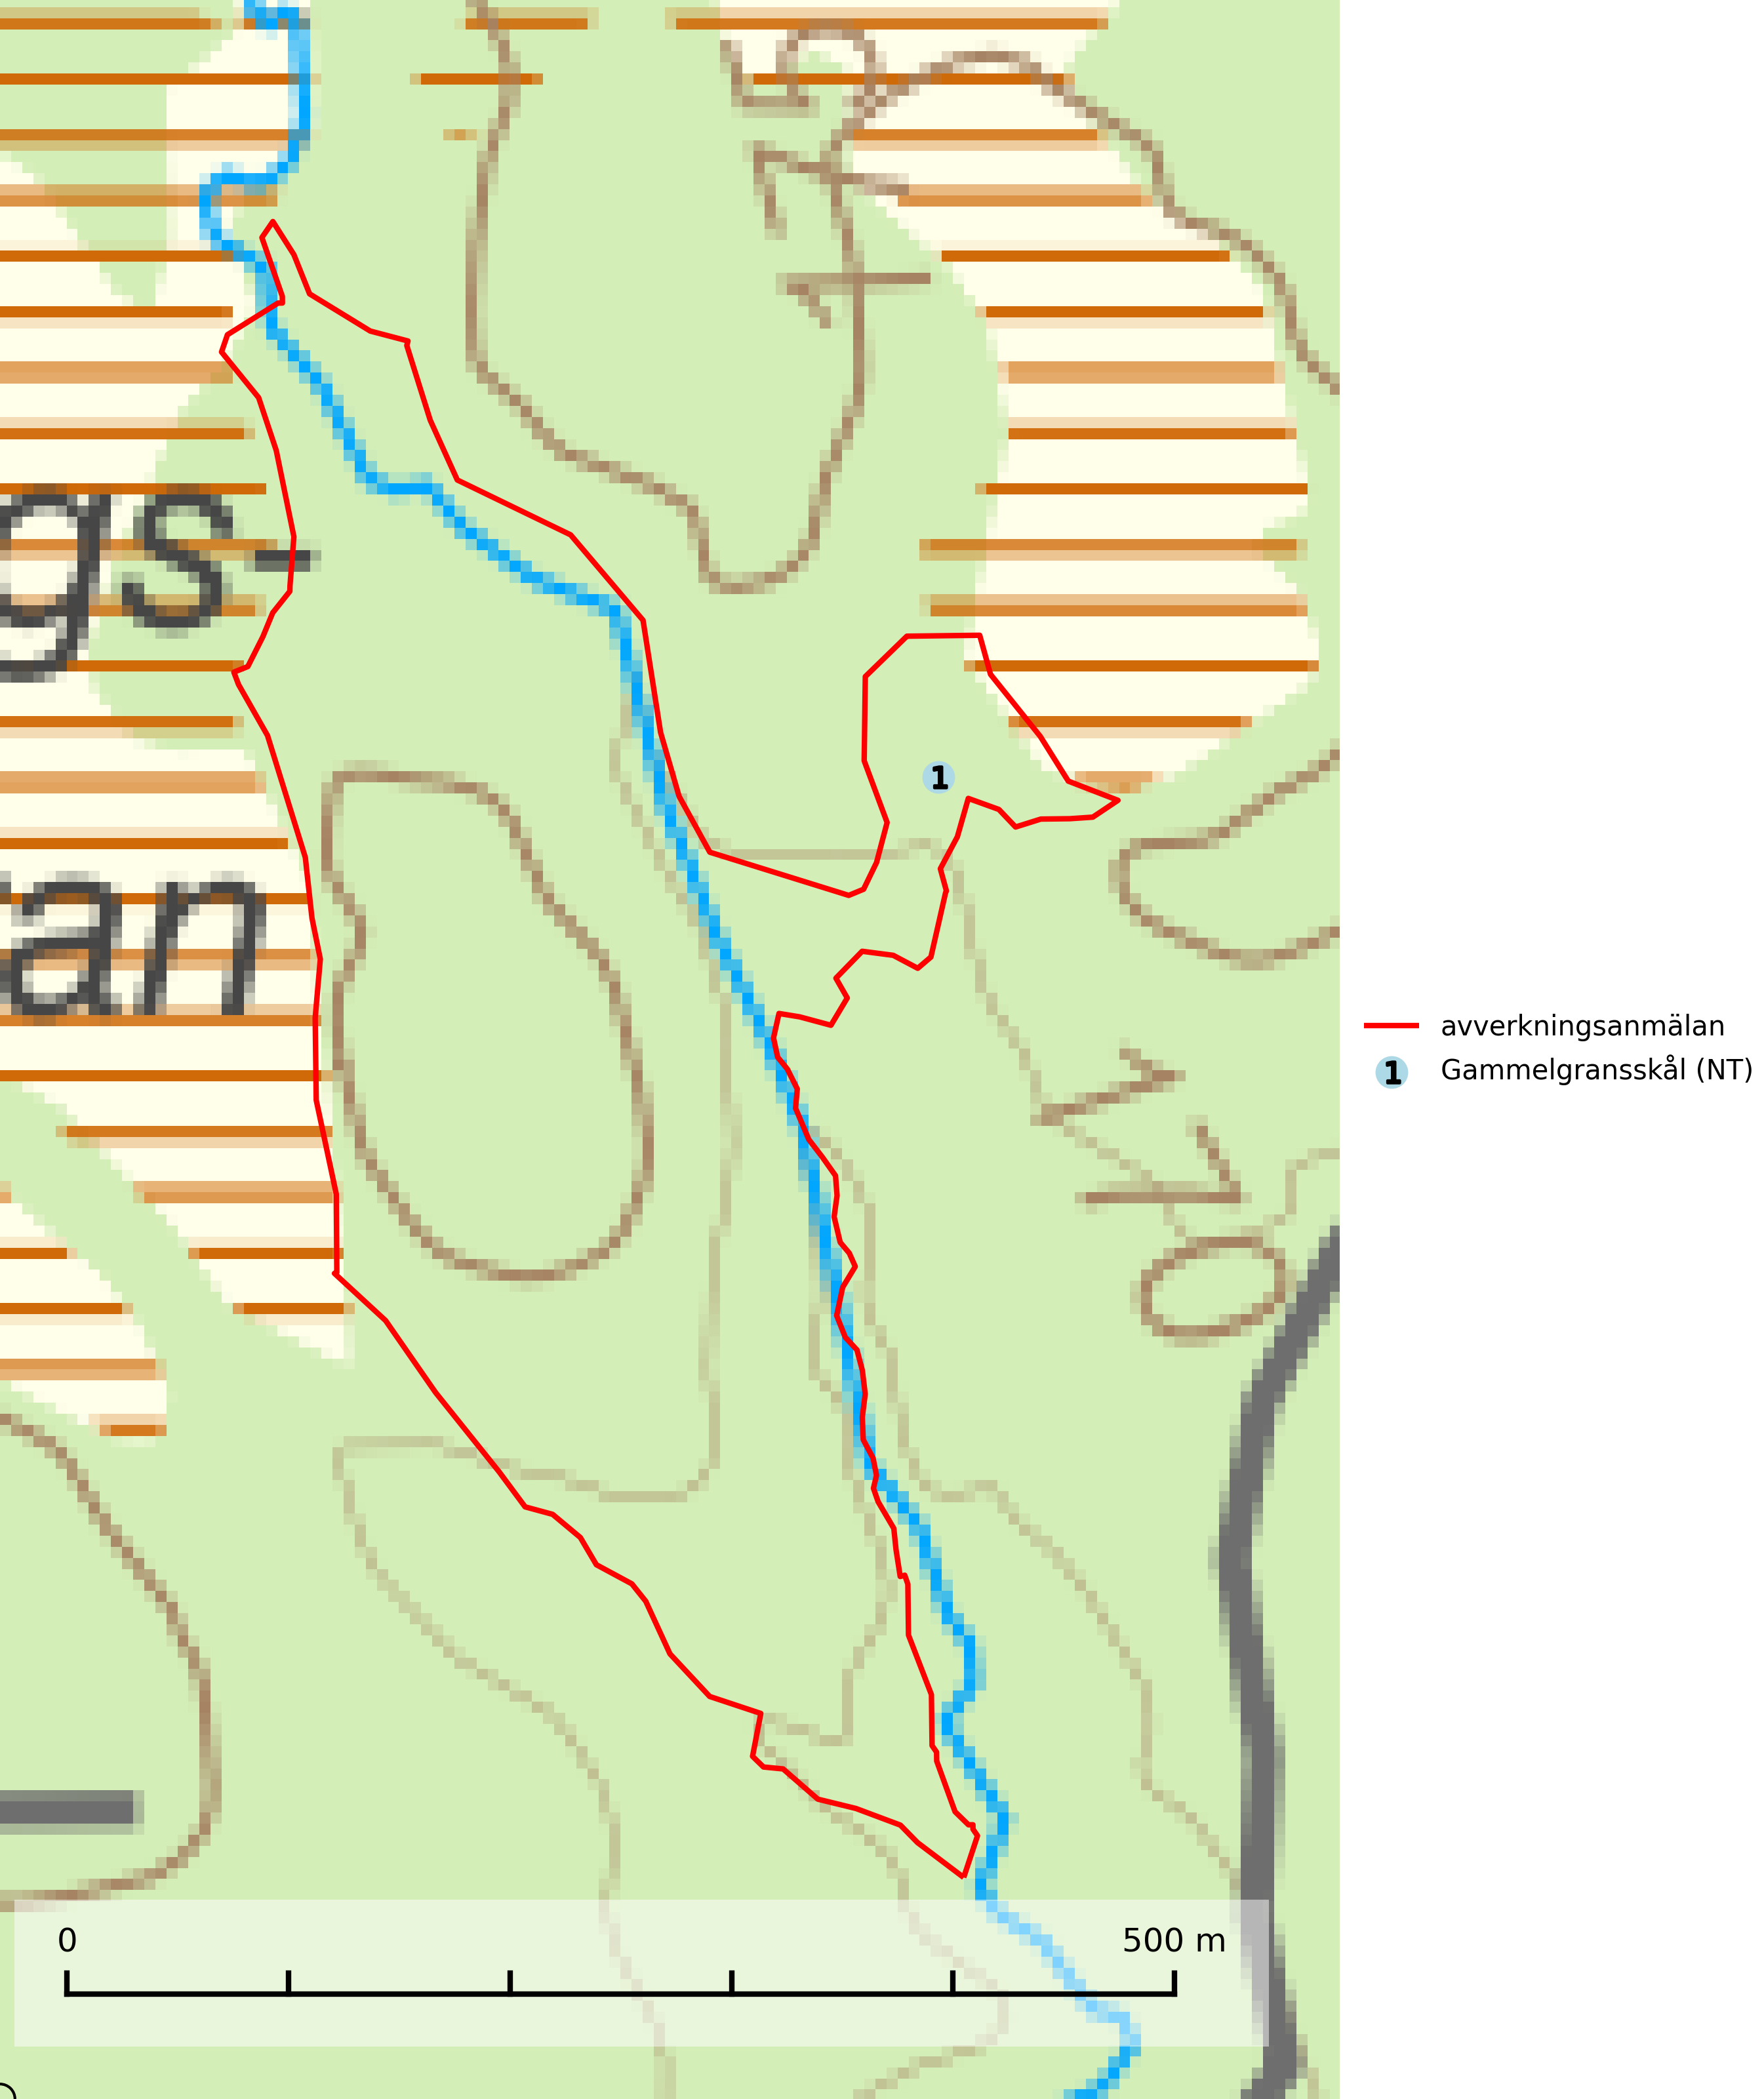 gs-
an
1
avverkningsanmälan
1 Gammelgransskål (NT)
0 500 m